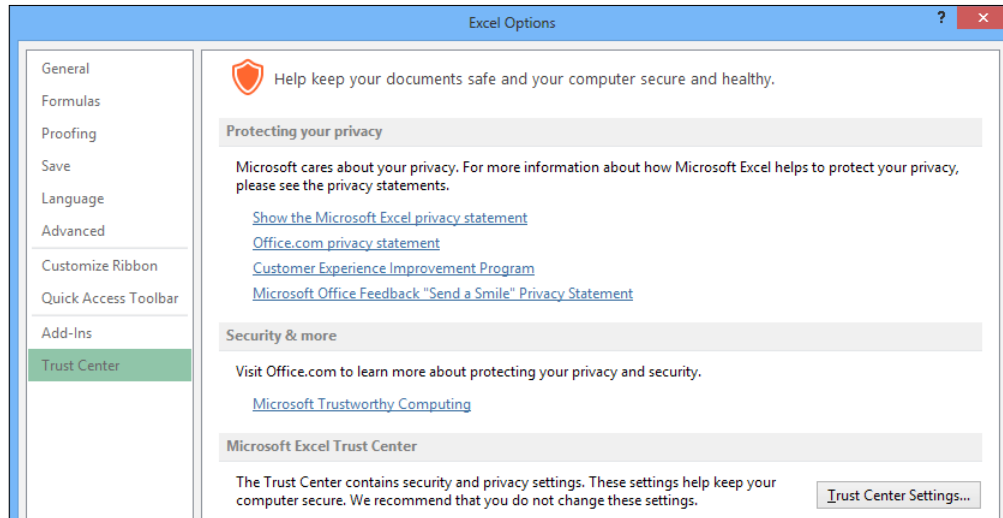 Excel Options
?
×
General
Formulas
Proofing
Save
Language
Advanced
Customize Ribbon
Quick Access Toolbar
Add-Ins
Trust Center
Help keep your documents safe and your computer secure and healthy.
Protecting your privacy
Microsoft cares about your privacy. For more information about how Microsoft Excel helps to protect your privacy,
please see the privacy statements.
Show the Microsoft Excel privacy statement
Office.com privacy statement
Customer Experience Improvement Program
Microsoft Office Feedback "Send a Smile" Privacy Statement
Security & more
Visit Office.com to learn more about protecting your privacy and security.
Microsoft Trustworthy Computing
Microsoft Excel Trust Center
The Trust Center contains security and privacy settings. These settings help keep your
computer secure. We recommend that you do not change these settings.
Trust Center Settings...